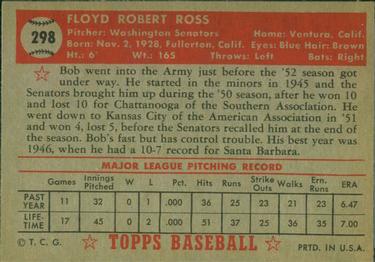 298
FLOYD ROBERT ROSS
Pitcher: Washington Senators Home: Ventura, Calif.
Born: Nov. 2, 1928, Fullerton, Calif. Eyes: Blue Hair: Brown
Ht.: 6' Wt.: 165 Throws: Left Bats: Right
Bob went into the Army just before the '52 season got
under way. He started in the minors in 1945 and the
Senators brought him up during the '50 season, after he won 10
and lost 10 for Chattanooga of the Southern Association. He went
down to Kansas City of the American Association in '51
and won 4, lost 5, before the Senators recalled him at the end of
the season. Bob's fast but has control trouble. His best year was
1946, when he had a 10-7 record for Santa Barbara.
MAJOR LEAGUE PITCHING RECORD
Games Innings Pitched W L Pct. Hits Runs Strike Outs Walks Ern. Runs ERA
PAST YEAR 11 32 0 1 .000 36 25 23 6.47
LIFE-TIME 17 45 0 2 .000 51 37 35 7.00
© T. C. G. TOPPS BASEBALL PRTD. IN U.S.A.